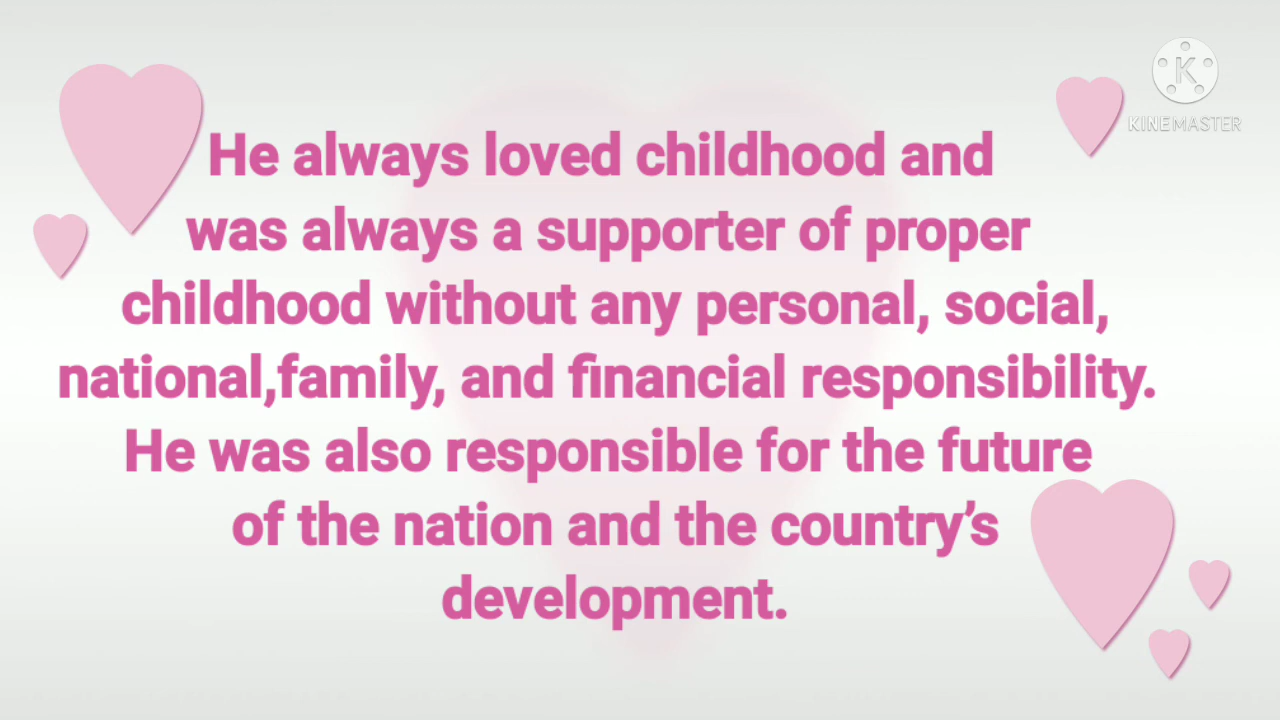 K
KINEMASTER
He always loved childhood and
was always a supporter of proper
childhood without any personal, social,
national,family, and financial responsibility.
He was also responsible for the future
of the nation and the country’s
development.